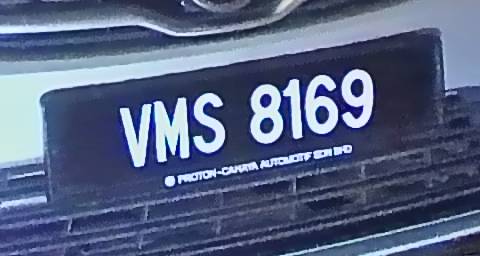 VMS 8169
PROTON-CAHAYA AUTOMOTIF SDN BHD